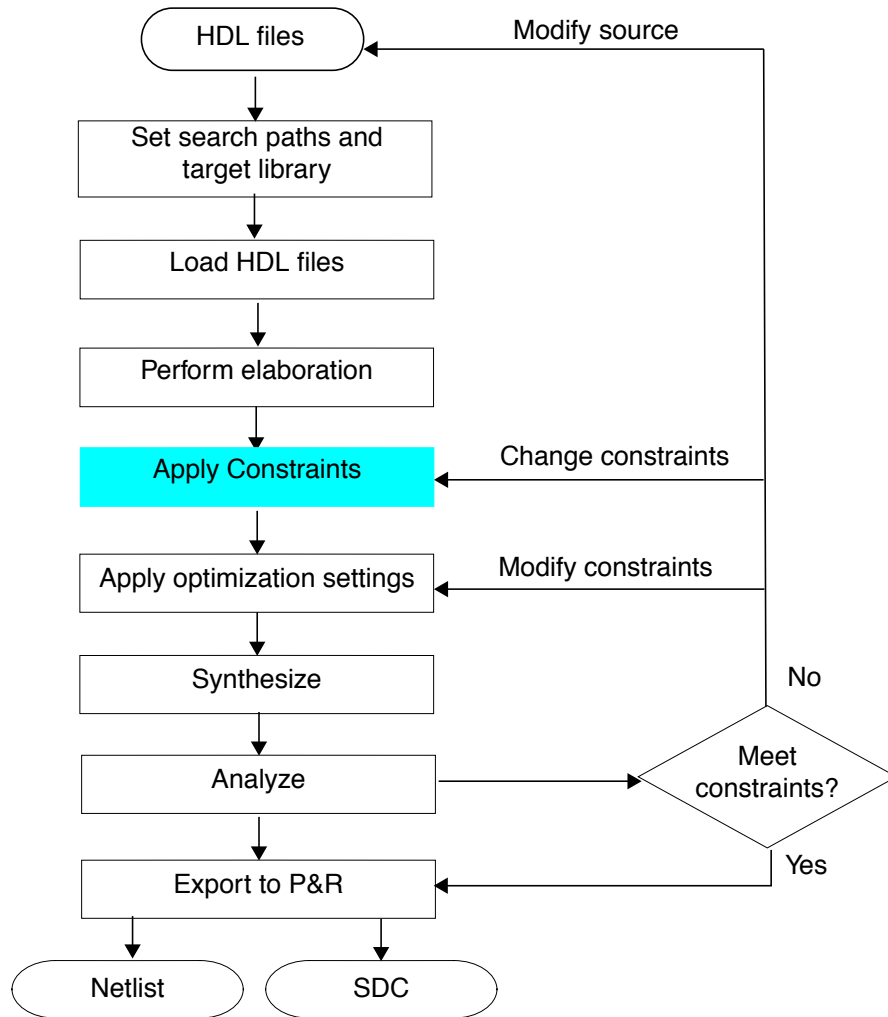 HDL files
Modify source
Set search paths and
target library
Load HDL files
Perform elaboration
Apply Constraints
Change constraints
Apply optimization settings
Modify constraints
Synthesize
No
Analyze
Meet
constraints?
Yes
Export to P&R
Netlist
SDC